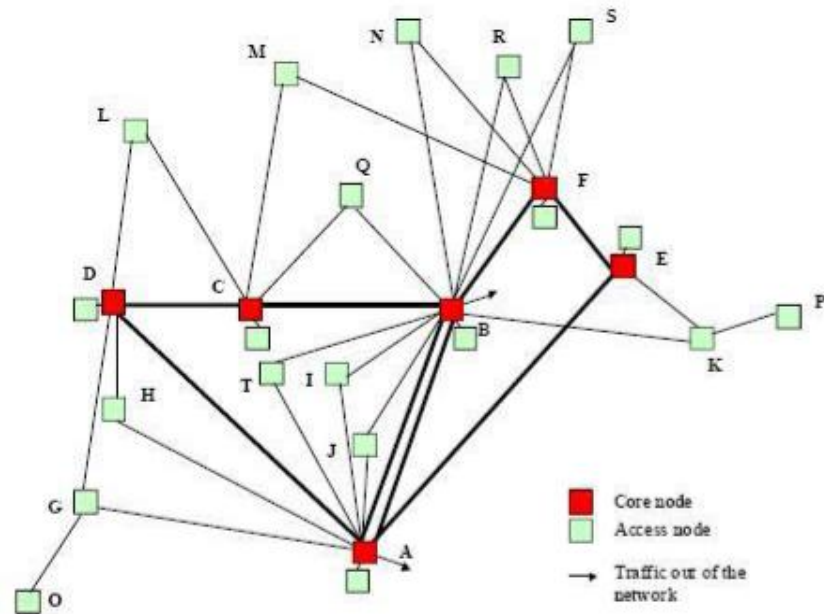 N
R
S
M
L
Q
F
D
C
E
B
P
K
T
I
H
J
G
A
O
Core node
Access node
Traffic out of the
network